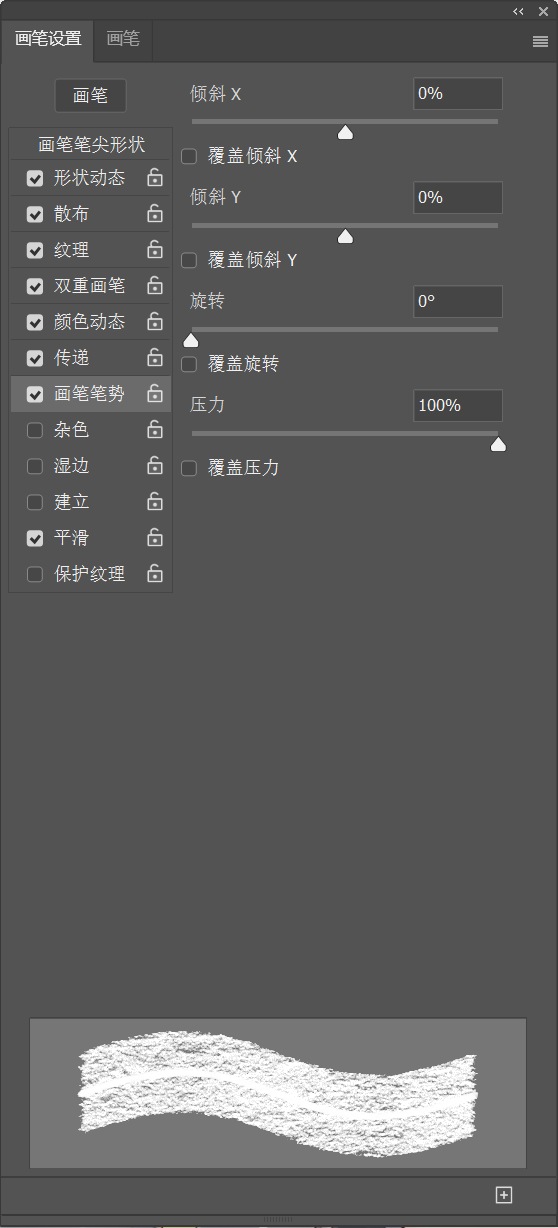 画笔设置 画笔
画笔
画笔笔尖形状
形状动态
散布
纹理
双重画笔
颜色动态
传递
画笔笔势
杂色
湿边
建立
平滑
保护纹理
倾斜 X 0%
覆盖倾斜 X
倾斜 Y 0%
覆盖倾斜 Y
旋转 0°
覆盖旋转
压力 100%
覆盖压力